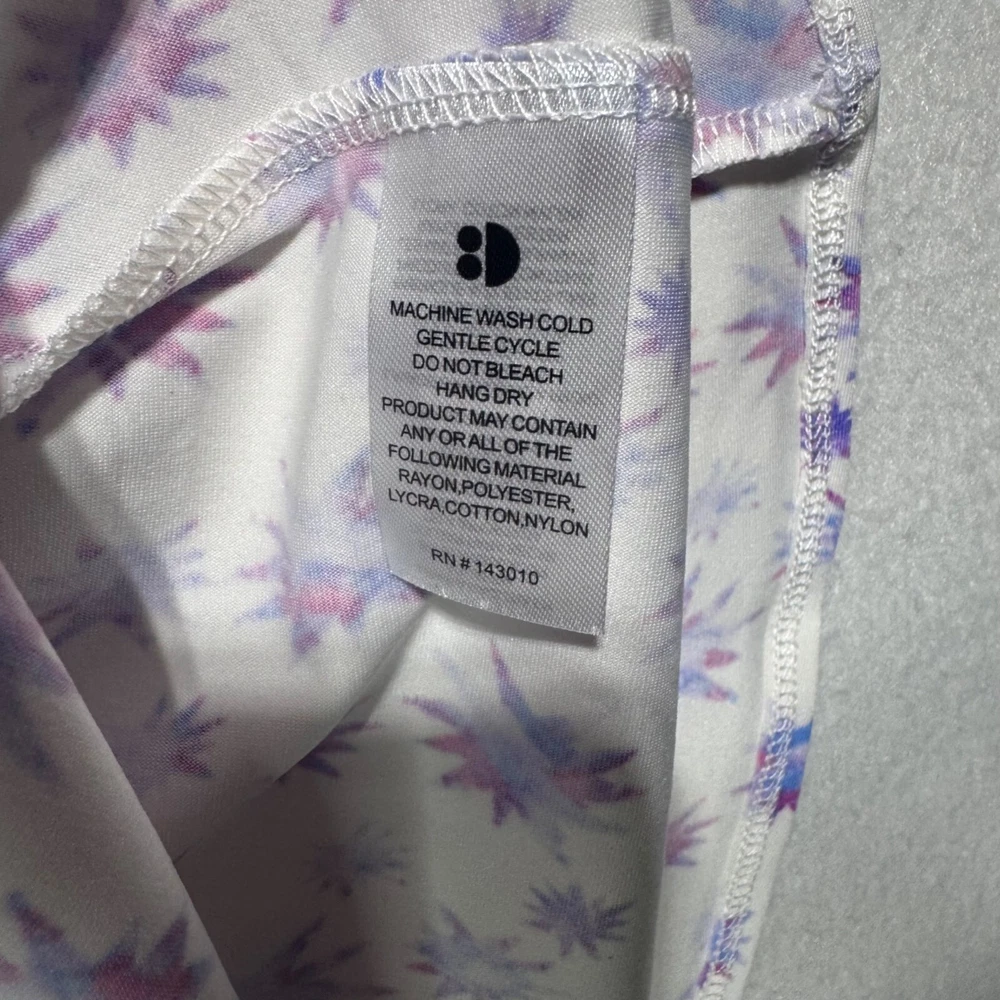 MACHINE WASH COLD
GENTLE CYCLE
DO NOT BLEACH
HANG DRY
PRODUCT MAY CONTAIN
ANY OR ALL OF THE
FOLLOWING MATERIAL
RAYON,POLYESTER,
LYCRA,COTTON,NYLON
RN # 143010